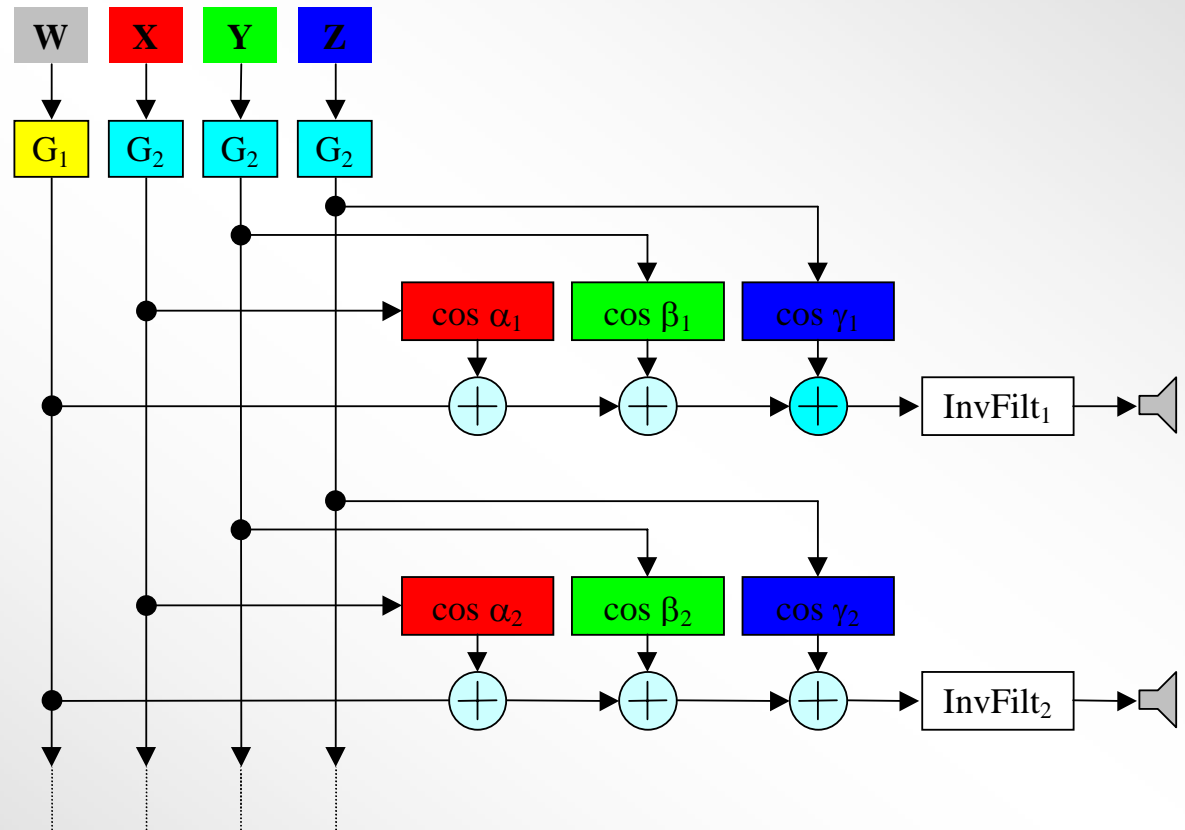 W X Y Z
G₁ G₂ G₂ G₂
cos α₁ cos β₁ cos γ₁
+ + + InvFilt₁
cos α₂ cos β₂ cos γ₂
+ + + InvFilt₂